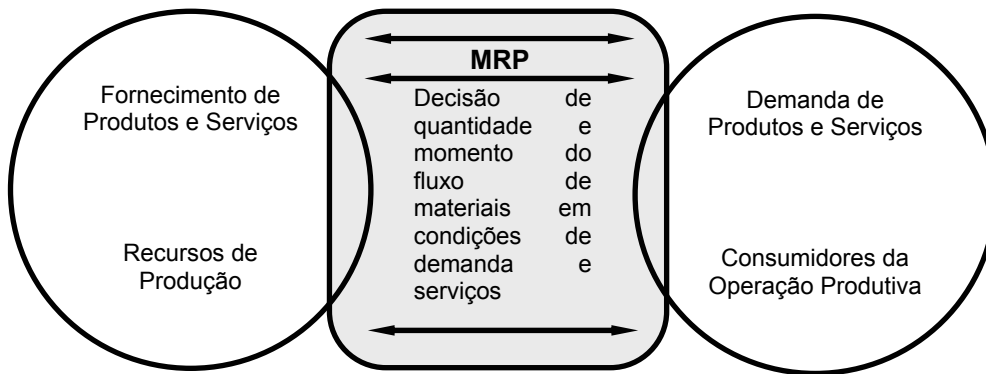 Fornecimento de
Produtos e Serviços
Recursos de
Produção
MRP
Decisão de
quantidade e
momento do
fluxo de
materiais em
condições de
demanda e
serviços
Demanda de
Produtos e Serviços
Consumidores da
Operação Produtiva